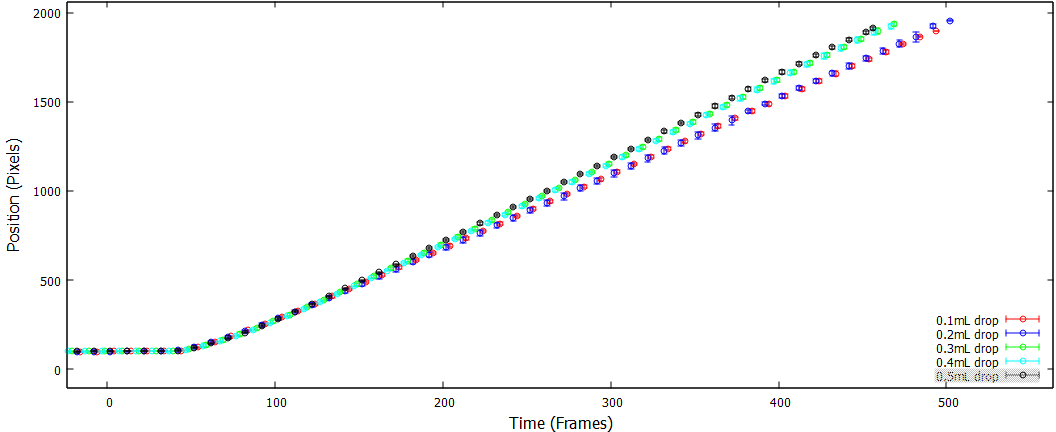 2000
1500
1000
500
0
Position (Pixels)
0.1mL drop
0.2mL drop
0.3mL drop
0.4mL drop
0.5mL drop
0 100 200 300 400 500
Time (Frames)